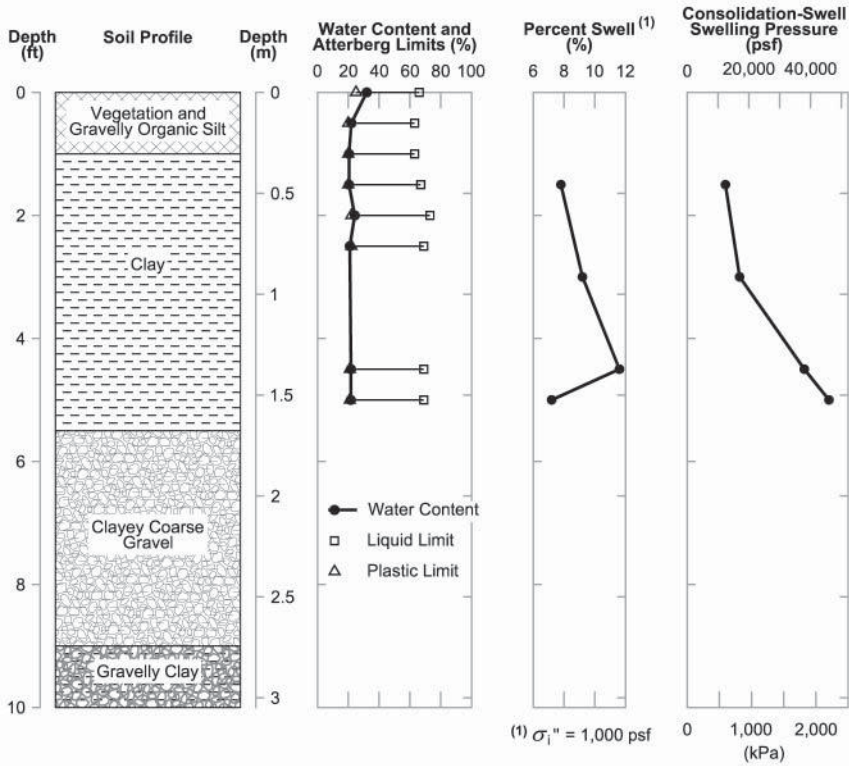 Depth
(ft)
Soil Profile
Depth
(m)
Water Content and
Atterberg Limits (%)
0 20 40 60 80 100
Percent Swell (1)
(%)
6 8 10 12
Consolidation-Swell
Swelling Pressure
(psf)
0 20,000 40,000
0
2
4
6
8
10
Vegetation and
Gravelly Organic Silt
Clay
Clayey Coarse
Gravel
Gravelly Clay
0
0.5
1
1.5
2
2.5
3
Water Content
Liquid Limit
Plastic Limit
(1) σi" = 1,000 psf
0 1,000 2,000
(kPa)